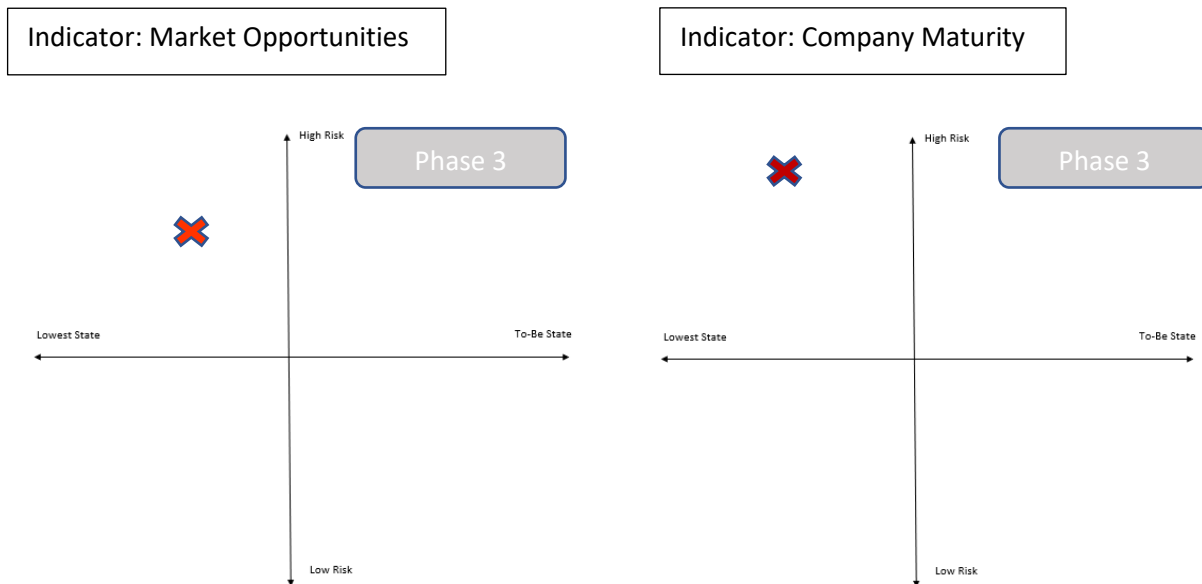 Indicator: Market Opportunities
High Risk
Phase 3
Lowest State
To-Be State
Low Risk
Indicator: Company Maturity
High Risk
Phase 3
Lowest State
To-Be State
Low Risk